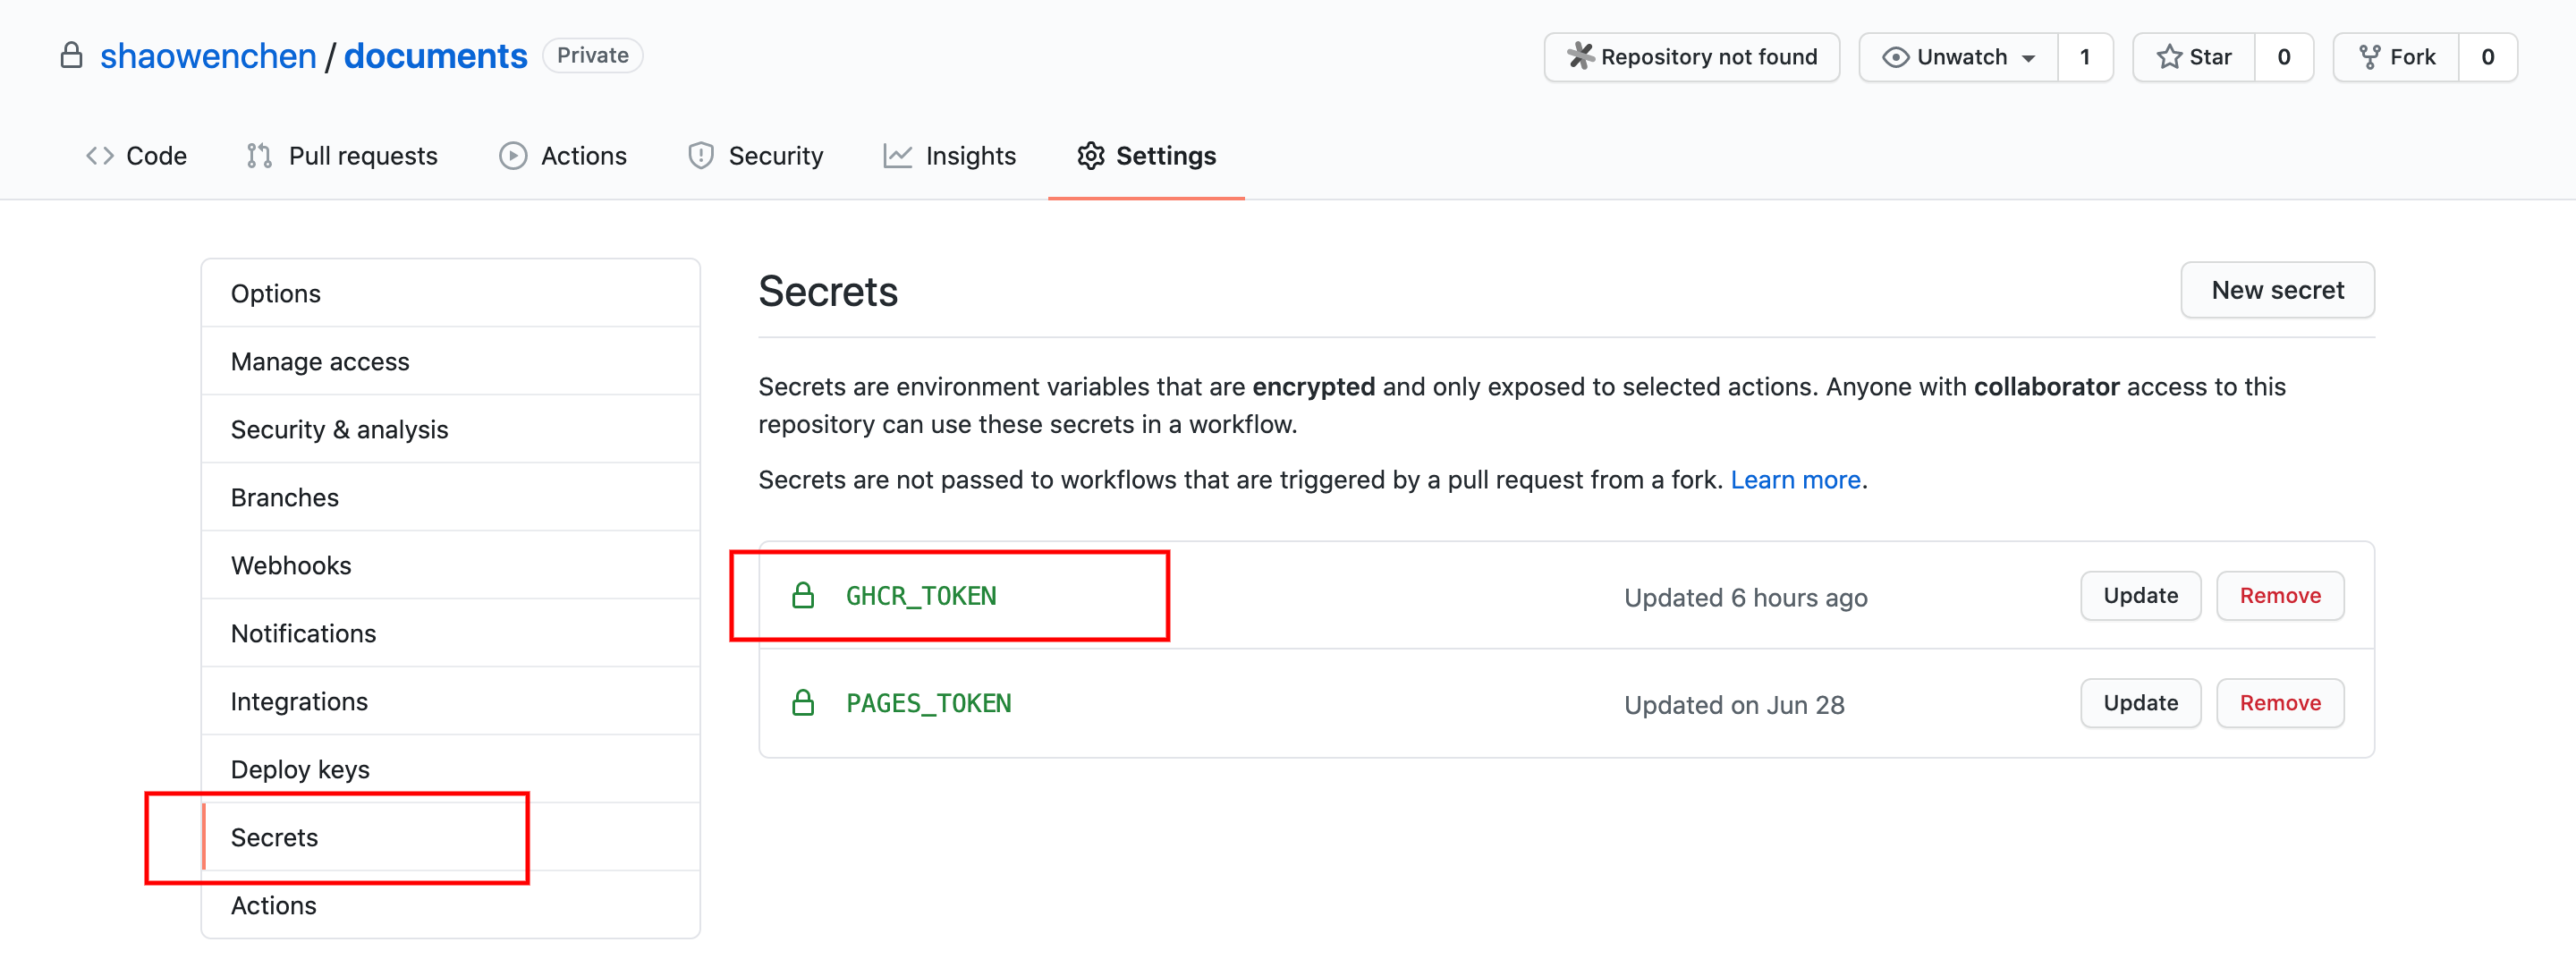 shaowenchen / documents Private
Repository not found
Unwatch 1
Star 0
Fork 0
Code
Pull requests
Actions
Security
Insights
Settings
Options
Manage access
Security & analysis
Branches
Webhooks
Notifications
Integrations
Deploy keys
Secrets
Actions
Secrets
New secret
Secrets are environment variables that are encrypted and only exposed to selected actions. Anyone with collaborator access to this
repository can use these secrets in a workflow.
Secrets are not passed to workflows that are triggered by a pull request from a fork. Learn more.
GHCR_TOKEN Updated 6 hours ago Update Remove
PAGES_TOKEN Updated on Jun 28 Update Remove